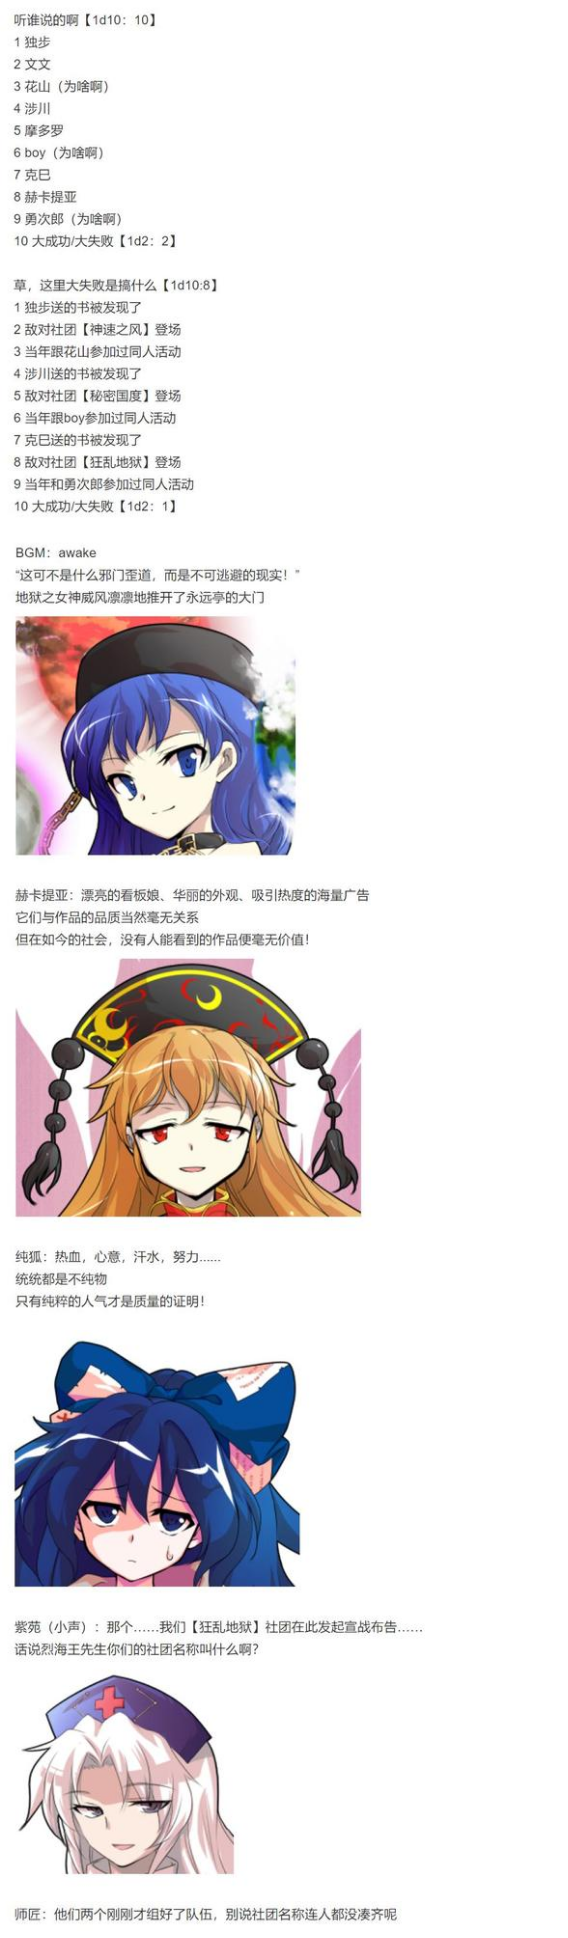 听谁说的啊【1d10：10】
1 独步
2 文文
3 花山（为啥啊）
4 涉川
5 摩多罗
6 boy（为啥啊）
7 克巳
8 赫卡提亚
9 勇次郎（为啥啊）
10 大成功/大失败【1d2：2】
草，这里大失败是搞什么【1d10:8】
1 独步送的书被发现了
2 敌对社团【神速之风】登场
3 当年跟花山参加过同人活动
4 涉川送的书被发现了
5 敌对社团【秘密国度】登场
6 当年跟boy参加过同人活动
7 克巳送的书被发现了
8 敌对社团【狂乱地狱】登场
9 当年和勇次郎参加过同人活动
10 大成功/大失败【1d2：1】
BGM：awake
“这可不是什么邪门歪道，而是不可逃避的现实！”
地狱之女神威风凛凛地推开了永远亭的大门
赫卡提亚：漂亮的看板娘、华丽的外观、吸引热度的海量广告
它们与作品的品质当然毫无关系
但在如今的社会，没有人能看到的作品便毫无价值！
纯狐：热血，心意，汗水，努力......
统统都是不纯物
只有纯粹的人气才是质量的证明！
紫苑（小声）：那个……我们【狂乱地狱】社团在此发起宣战布告……
话说烈海王先生你们的社团名称叫什么啊？
师匠：他们两个刚刚才组好了队伍，别说社团名称连人都没凑齐呢